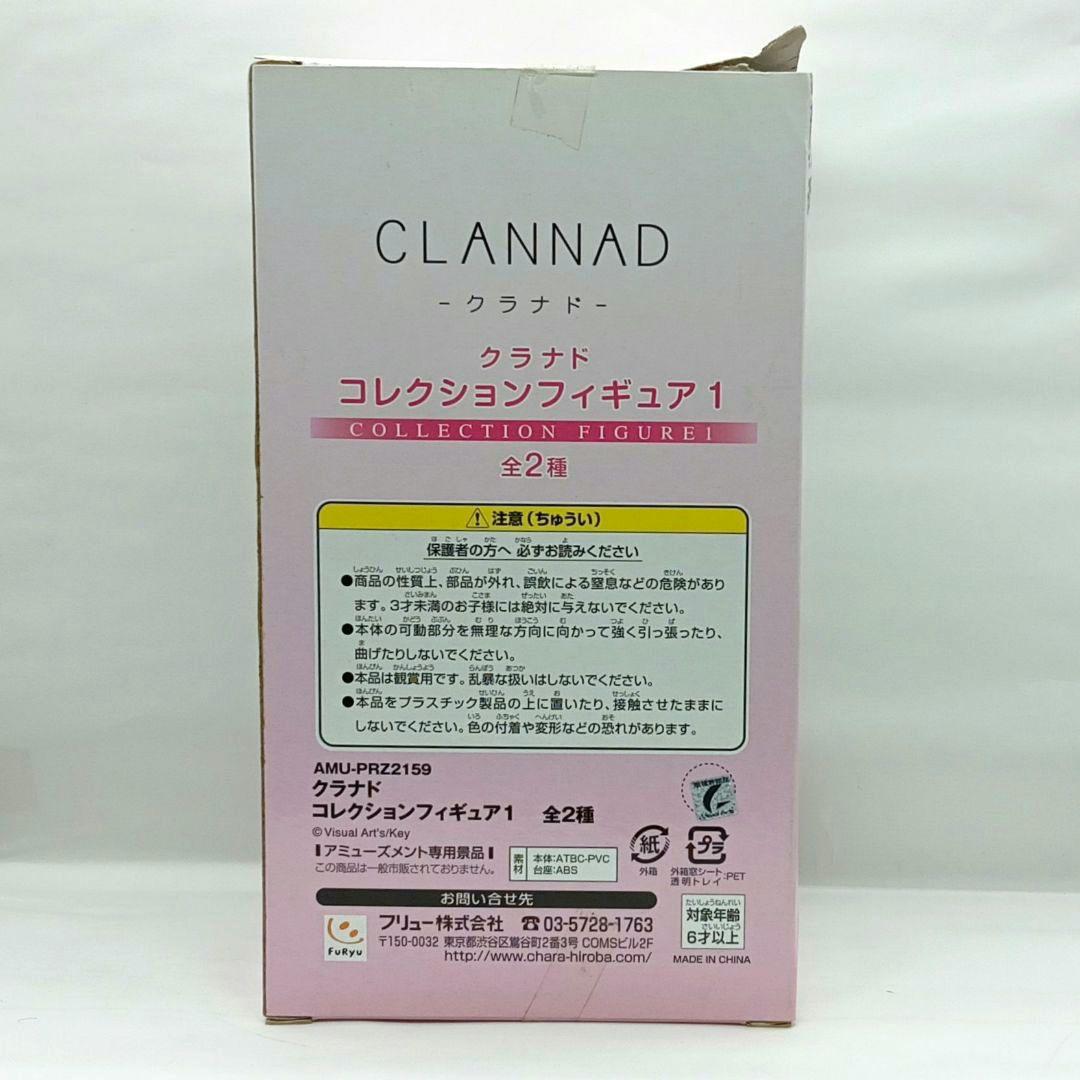 CLANNAD
-クラナド-
クラナド
コレクションフィギュア1
COLLECTION FIGURE1
全2種
注意(ちゅうい)
保護者の方へ 必ずお読みください
●商品の性質上、部品が外れ、誤飲による窒息などの危険があり
ます。3才未満のお子様には絶対に与えないでください。
●本体の可動部分を無理な方向に向かって強く引っ張ったり、
曲げたりしないでください。
●本品は観賞用です。乱暴な扱いはしないでください。
●本品をプラスチック製品の上に置いたり、接触させたままに
しないでください。色の付着や変形などの恐れがあります。
AMU-PRZ2159
クラナド
コレクションフィギュア1 全2種
©Visual Art's/Key
アミューズメント専用景品
この商品は一般市販されておりません。
素材
本体:ATBC-PVC
台座:ABS
紙
外箱
プラ
外箱窓シート
透明トレイ:PET
お問い合せ先
FuRyu
フリュー株式会社 ☎03-5728-1763
〒150-0032 東京都渋谷区鶯谷町2番3号 COMSビル2F
http://www.chara-hiroba.com/
たいしょうねんれい
対象年齢
さいいじょう
6才以上
MADE IN CHINA